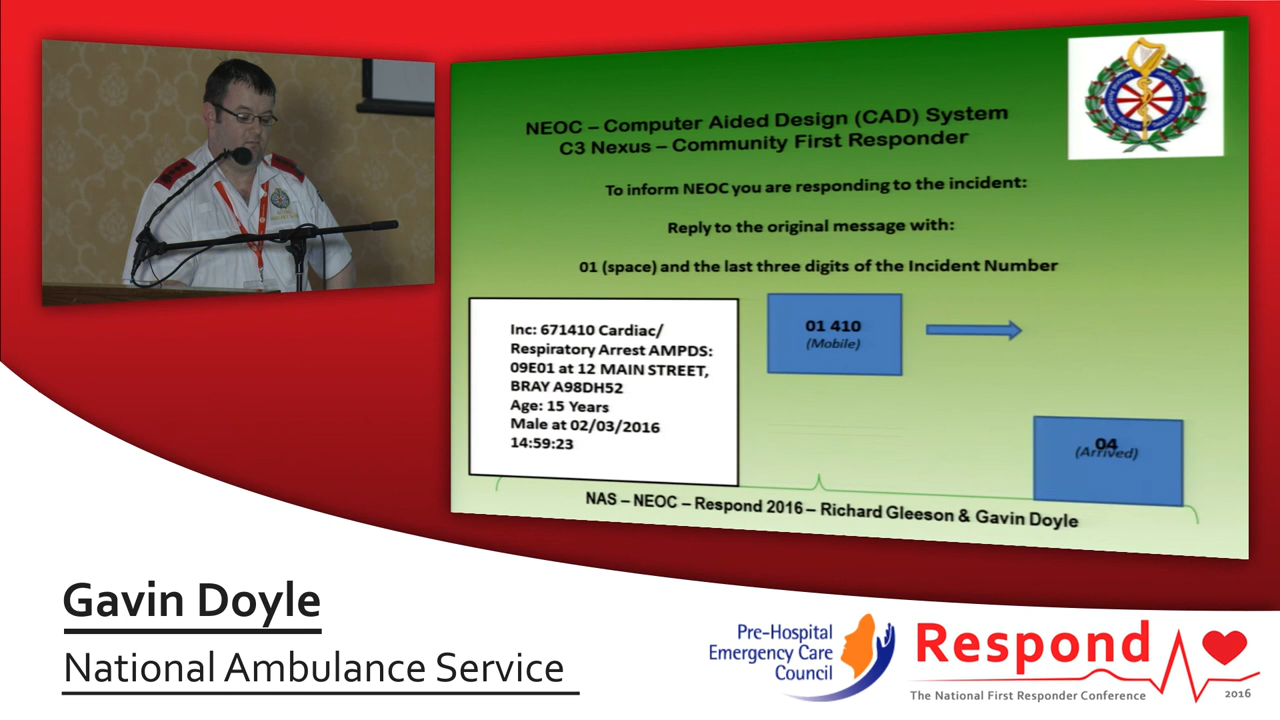 NEOC – Computer Aided Design (CAD) System
C3 Nexus – Community First Responder
To inform NEOC you are responding to the incident:
Reply to the original message with:
01 (space) and the last three digits of the Incident Number
Inc: 671410 Cardiac/
Respiratory Arrest AMPDS:
09E01 at 12 MAIN STREET,
BRAY A98DH52
Age: 15 Years
Male at 02/03/2016
14:59:23
01 410
(Mobile)
04
(Arrived)
NAS – NEOC – Respond 2016 – Richard Gleeson & Gavin Doyle
Gavin Doyle
National Ambulance Service
Pre-Hospital
Emergency Care
Council
Respond
The National First Responder Conference
2016